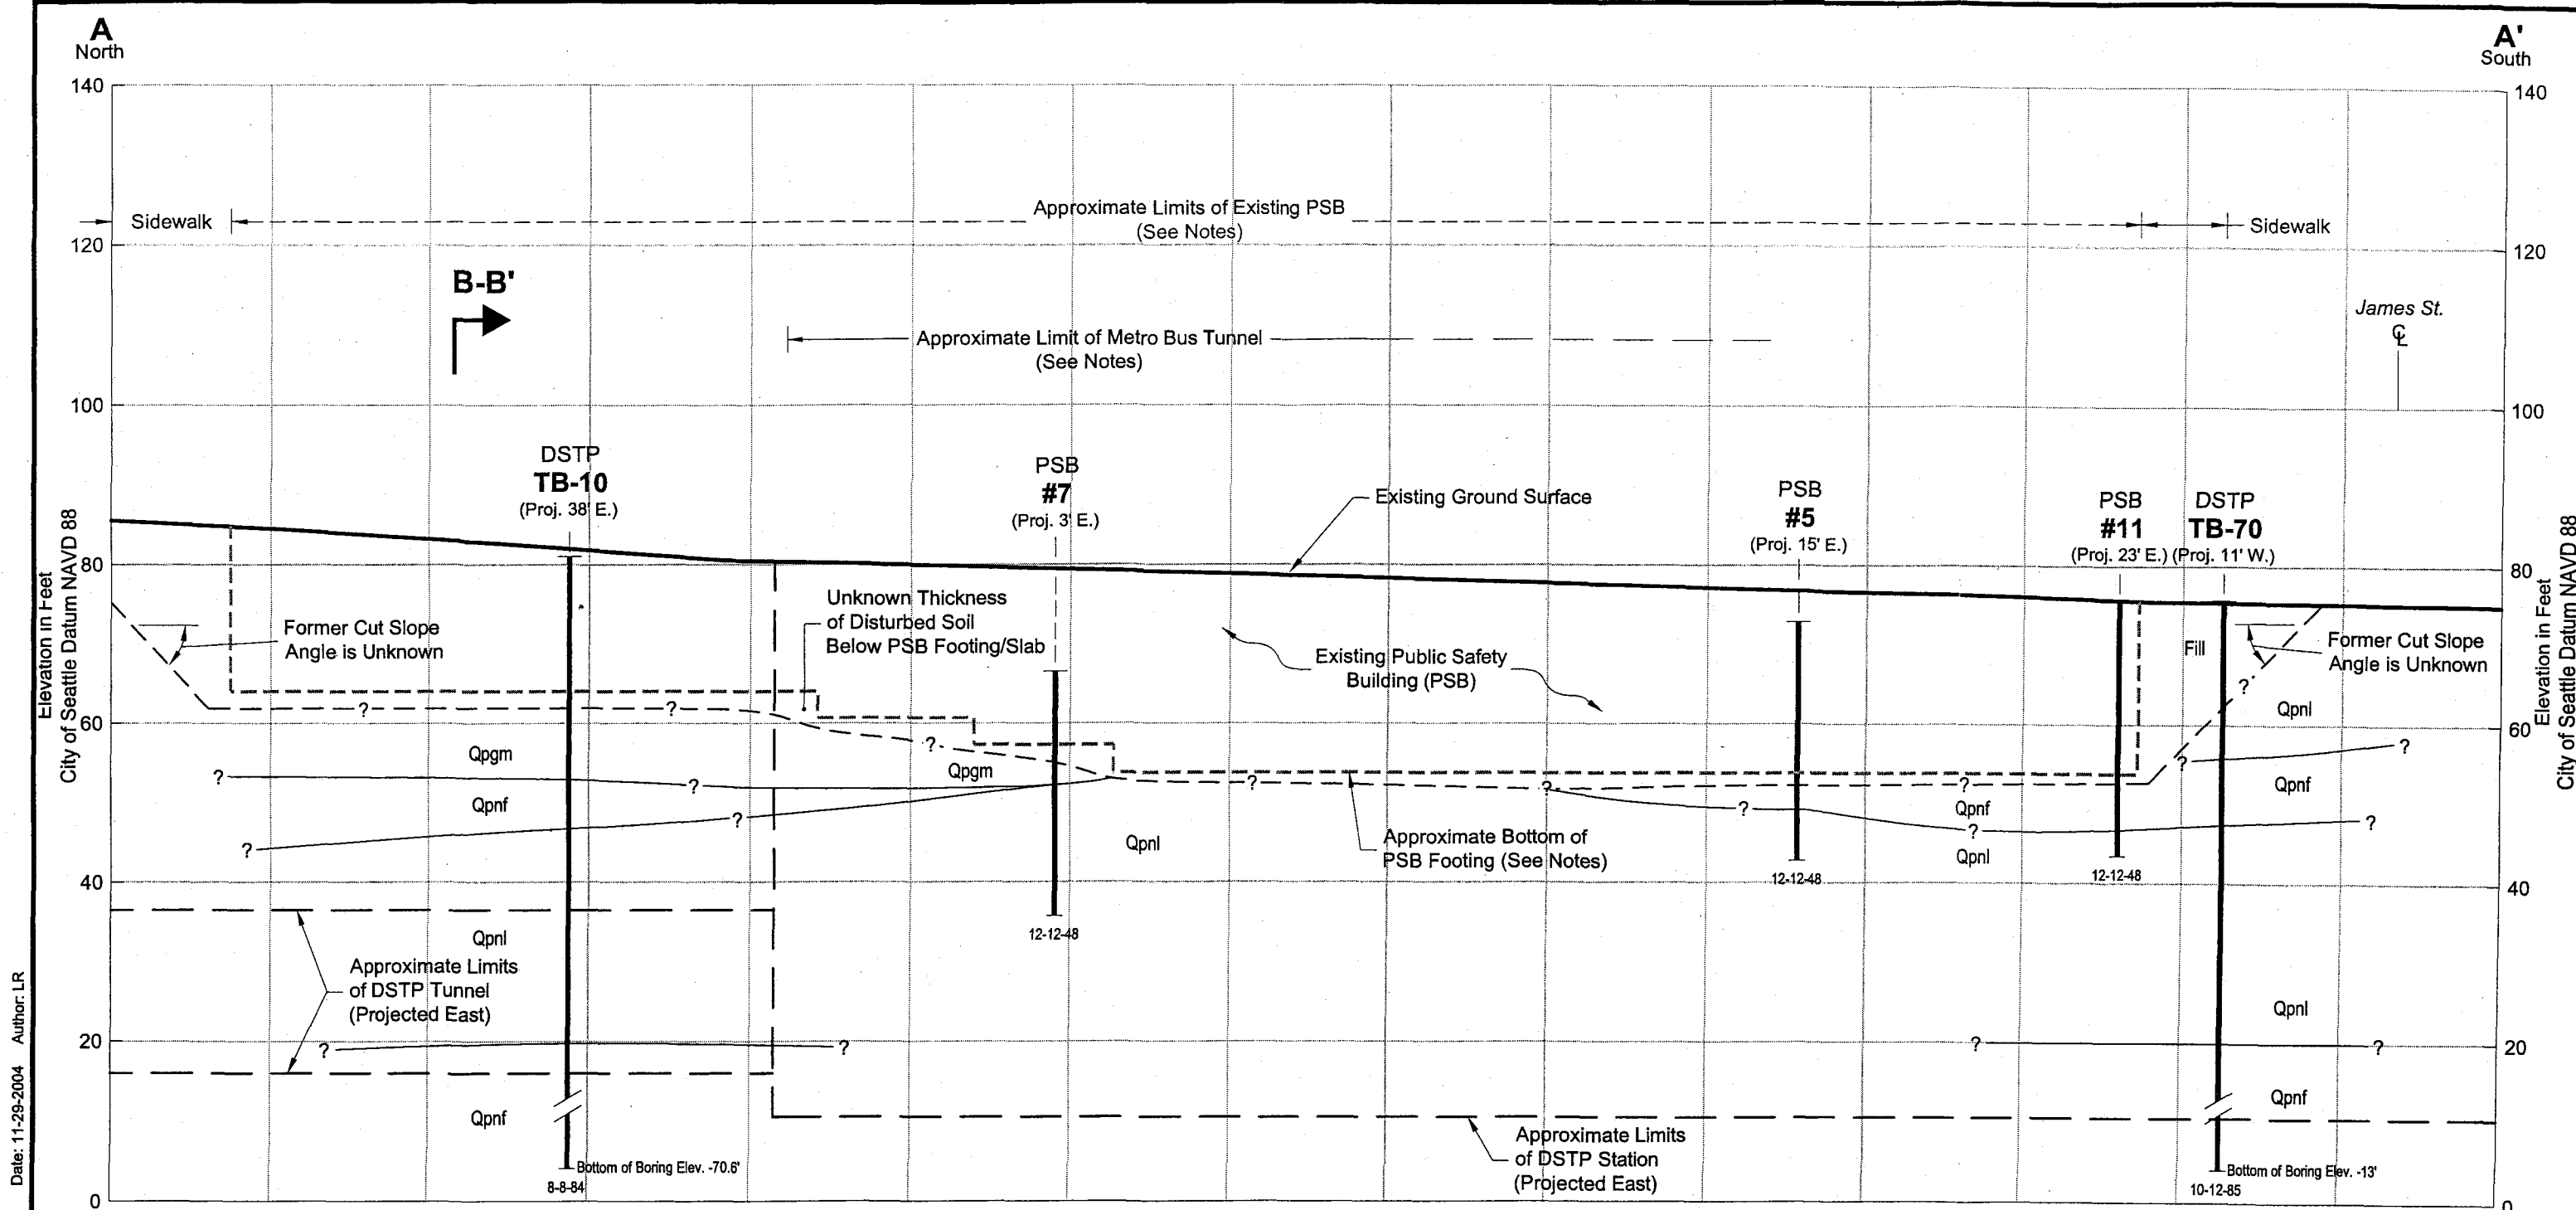 A
North
A'
South
140
120
100
80
60
40
20
0
Elevation in Feet
City of Seattle Datum NAVD 88
140
120
100
80
60
40
20
Elevation in Feet
City of Seattle Datum NAVD 88
Sidewalk
Approximate Limits of Existing PSB
(See Notes)
Sidewalk
B-B'
Approximate Limit of Metro Bus Tunnel
(See Notes)
James St.
CL
DSTP
TB-10
(Proj. 38' E.)
PSB
#7
(Proj. 3' E.)
Existing Ground Surface
PSB
#5
(Proj. 15' E.)
PSB
#11
(Proj. 23' E.)
DSTP
TB-70
(Proj. 11' W.)
Former Cut Slope
Angle is Unknown
Unknown Thickness
of Disturbed Soil
Below PSB Footing/Slab
Existing Public Safety
Building (PSB)
Fill
Former Cut Slope
Angle is Unknown
?
?
?
?
?
?
?
?
Qpgm
Qpgm
Qpnl
?
?
?
?
Qpnf
Qpnf
Qpnf
?
?
?
?
?
Qpnl
Approximate Bottom of
PSB Footing (See Notes)
Qpnl
12-12-48
12-12-48
12-12-48
Qpnl
Approximate Limits
of DSTP Tunnel
(Projected East)
Qpnl
?
?
?
?
Qpnf
Qpnf
Approximate Limits
of DSTP Station
(Projected East)
Bottom of Boring Elev. -70.6'
8-8-84
Bottom of Boring Elev. -13'
10-12-85
Date: 11-29-2004 Author: LR